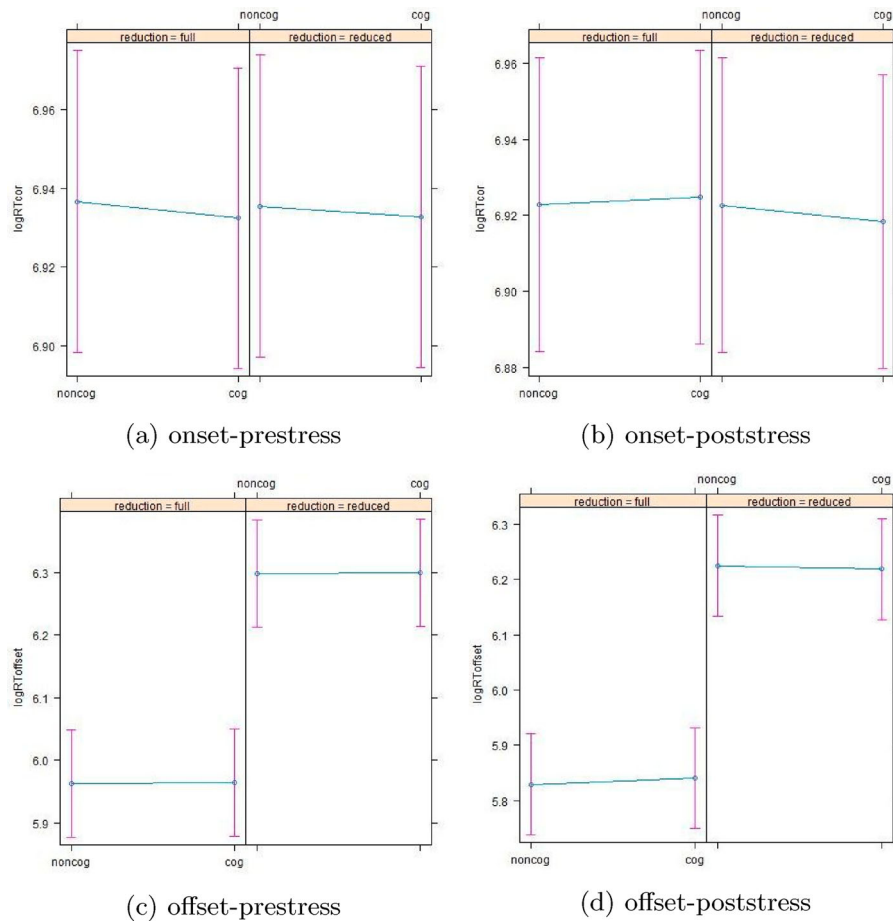 noncog cog
reduction = full reduction = reduced
6.96
6.94
6.92
6.90
logRTcor
noncog cog
(a) onset-prestress
noncog cog
reduction = full reduction = reduced
6.96
6.94
6.92
6.90
6.88
logRTcor
noncog cog
(b) onset-poststress
noncog cog
reduction = full reduction = reduced
6.3
6.2
6.1
6.0
5.9
logRToffset
noncog cog
(c) offset-prestress
noncog cog
reduction = full reduction = reduced
6.3
6.2
6.1
6.0
5.9
5.8
logRToffset
noncog cog
(d) offset-poststress